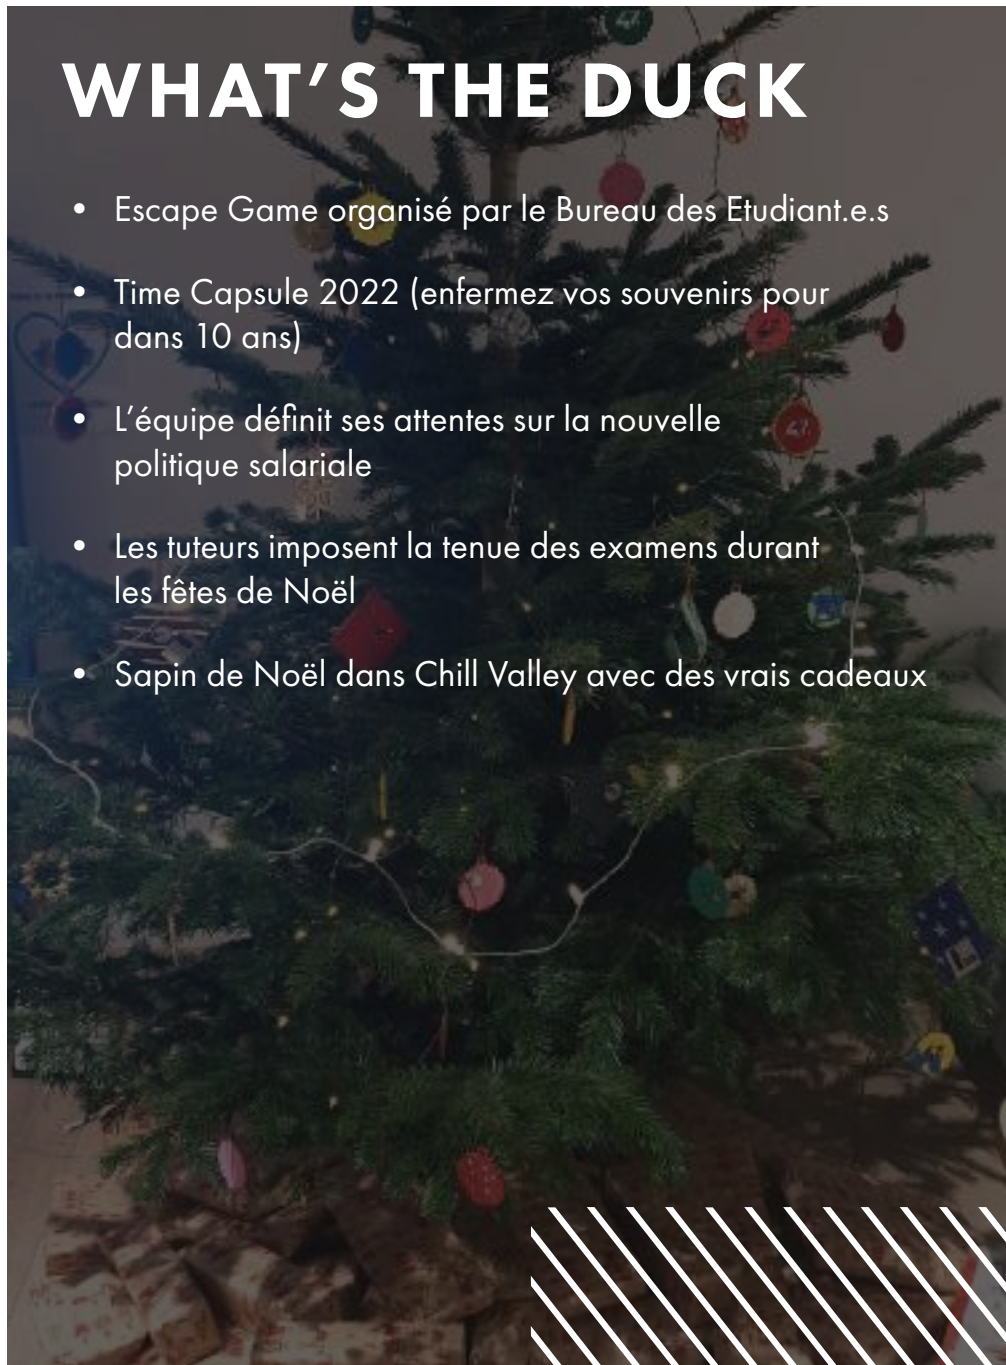 WHAT’S THE DUCK
• Escape Game organisé par le Bureau des Etudiant.e.s
• Time Capsule 2022 (enfermez vos souvenirs pour
dans 10 ans)
• L’équipe définit ses attentes sur la nouvelle
politique salariale
• Les tuteurs imposent la tenue des examens durant
les fêtes de Noël
• Sapin de Noël dans Chill Valley avec des vrais cadeaux